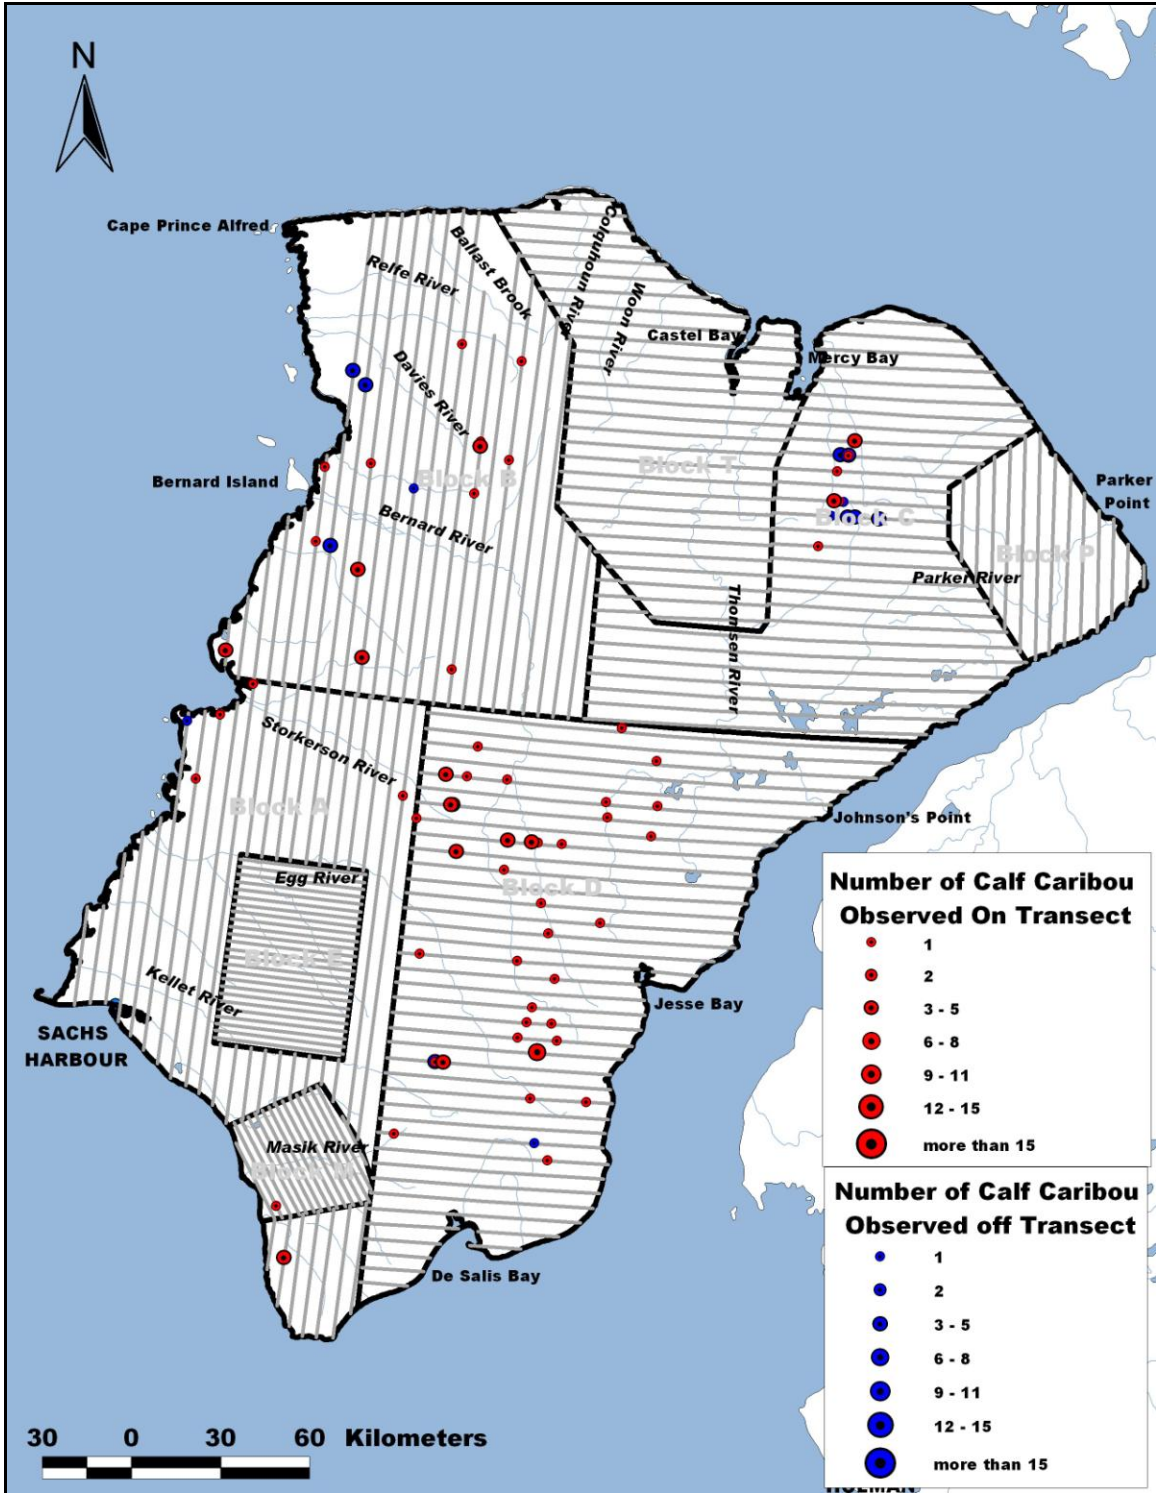 N
Cape Prince Alfred
Relfe River
Ballast Brook
Colquhoun River
Woon River
Castel Bay
Mercy Bay
Davies River
Block B
Block T
Bernard Island
Bernard River
Block C
Parker
Point
Block P
Parker River
Thomsen River
Storkerson River
Block A
Johnson's Point
Egg River
Block D
Block E
Kellet River
Jesse Bay
SACHS
HARBOUR
Masik River
Block M
De Salis Bay
Number of Calf Caribou
Observed On Transect
1
2
3 - 5
6 - 8
9 - 11
12 - 15
more than 15
Number of Calf Caribou
Observed off Transect
1
2
3 - 5
6 - 8
9 - 11
12 - 15
more than 15
HOLMAN
30 0 30 60 Kilometers